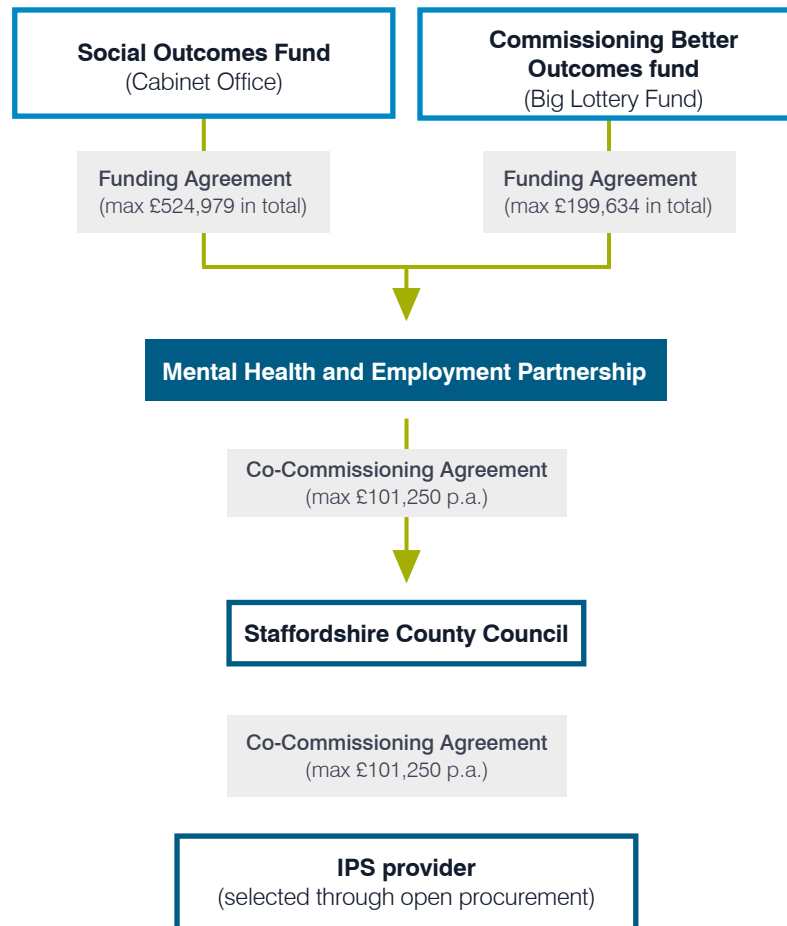 Social Outcomes Fund
(Cabinet Office)
Commissioning Better
Outcomes fund
(Big Lottery Fund)
Funding Agreement
(max £524,979 in total)
Funding Agreement
(max £199,634 in total)
Mental Health and Employment Partnership
Co-Commissioning Agreement
(max £101,250 p.a.)
Staffordshire County Council
Co-Commissioning Agreement
(max £101,250 p.a.)
IPS provider
(selected through open procurement)